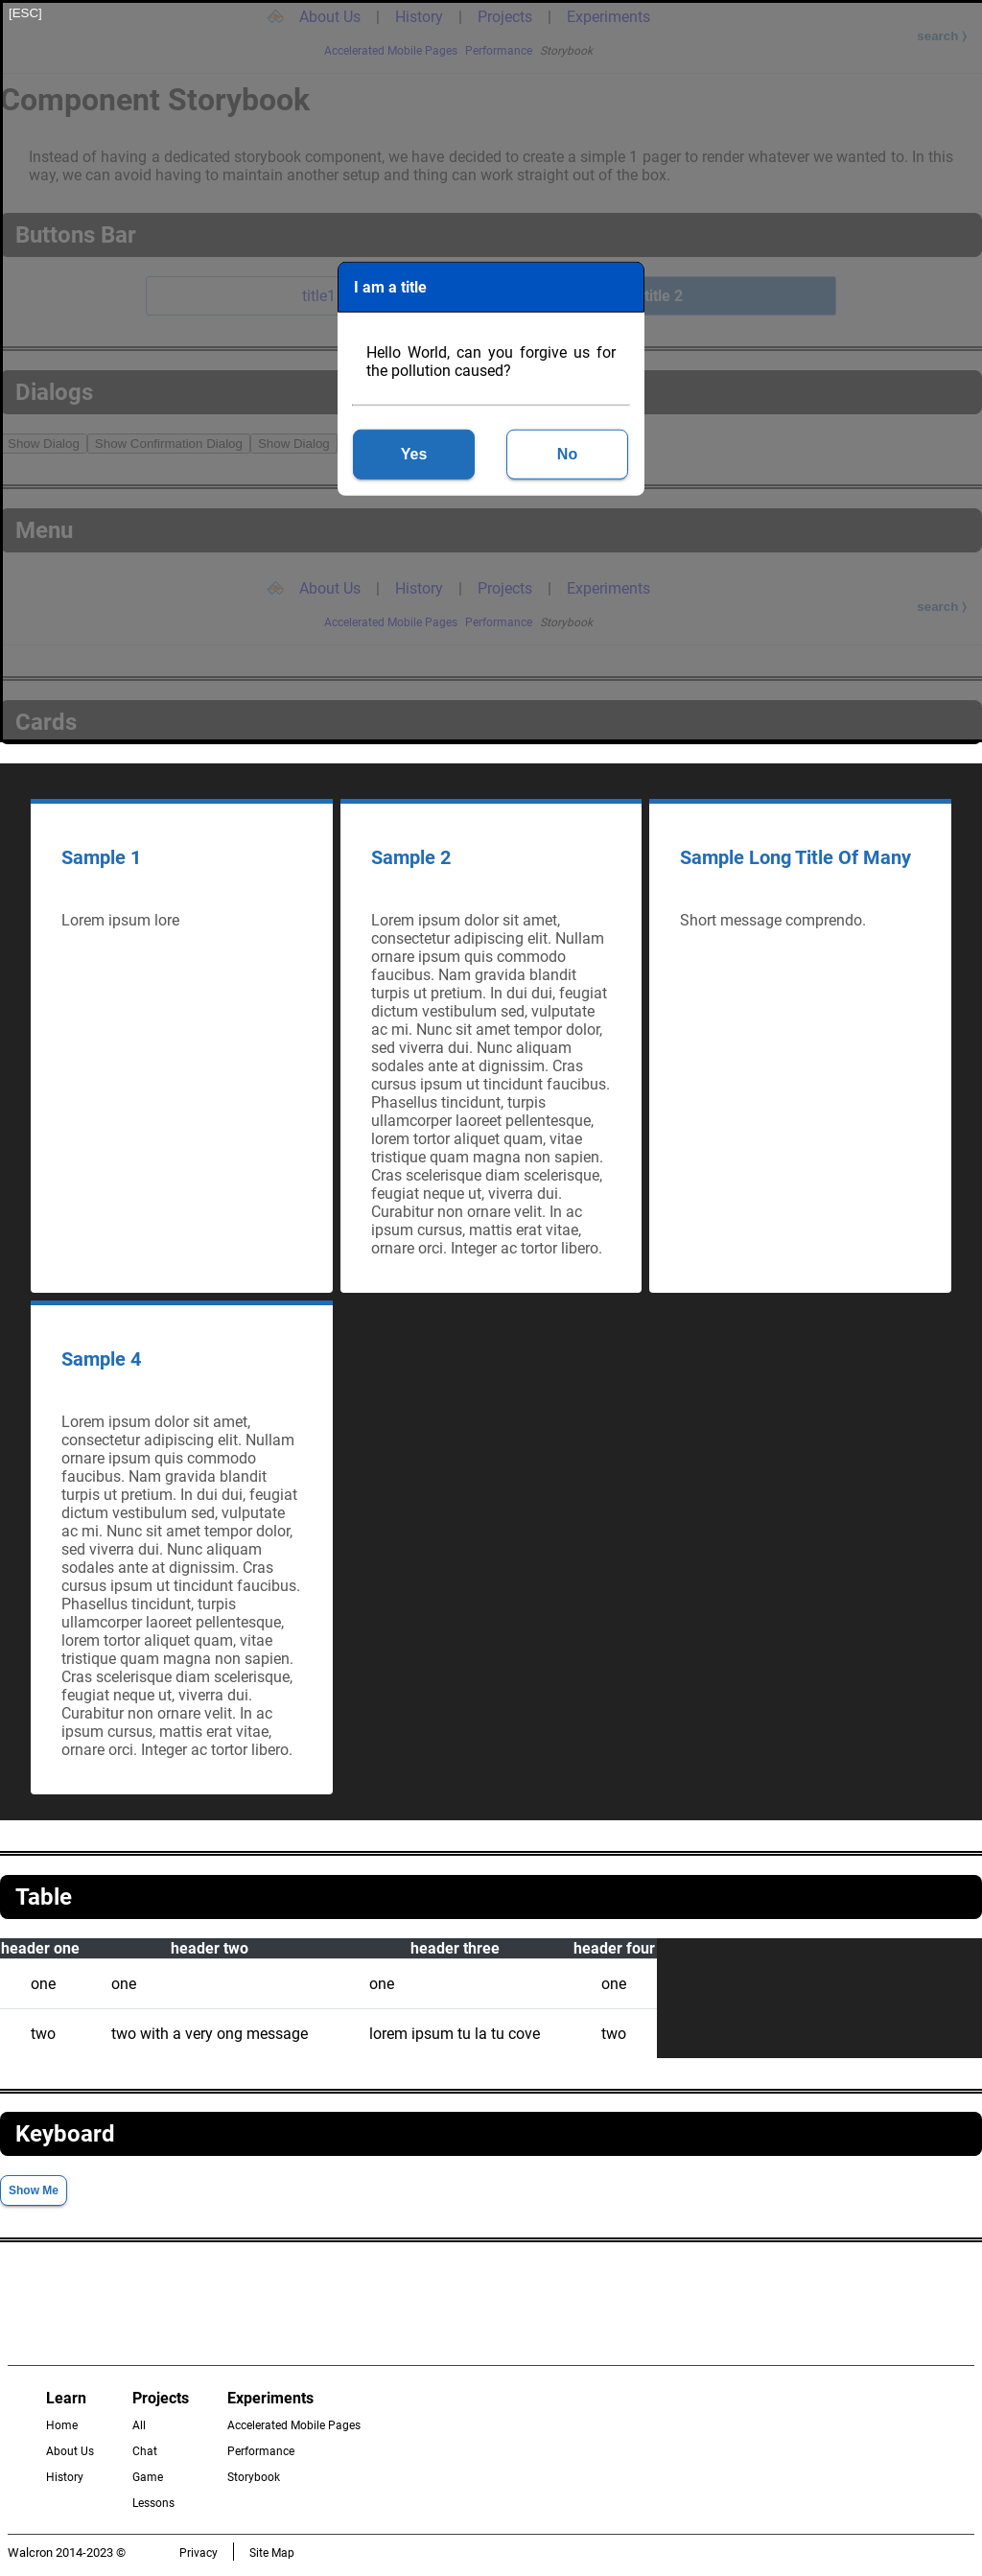 [ESC]
About Us | History | Projects | Experiments
search ⟩
Accelerated Mobile Pages Performance Storybook
Component Storybook
Instead of having a dedicated storybook component, we have decided to create a simple 1 pager to render whatever we wanted to. In this
way, we can avoid having to maintain another setup and thing can work straight out of the box.
Buttons Bar
title1
title 2
I am a title
Hello World, can you forgive us for
the pollution caused?
Yes
No
Dialogs
Show Dialog Show Confirmation Dialog Show Dialog
Menu
About Us | History | Projects | Experiments
search ⟩
Accelerated Mobile Pages Performance Storybook
Cards
Sample 1
Lorem ipsum lore
Sample 2
Lorem ipsum dolor sit amet,
consectetur adipiscing elit. Nullam
ornare ipsum quis commodo
faucibus. Nam gravida blandit
turpis ut pretium. In dui dui, feugiat
dictum vestibulum sed, vulputate
ac mi. Nunc sit amet tempor dolor,
sed viverra dui. Nunc aliquam
sodales ante at dignissim. Cras
cursus ipsum ut tincidunt faucibus.
Phasellus tincidunt, turpis
ullamcorper laoreet pellentesque,
lorem tortor aliquet quam, vitae
tristique quam magna non sapien.
Cras scelerisque diam scelerisque,
feugiat neque ut, viverra dui.
Curabitur non ornare velit. In ac
ipsum cursus, mattis erat vitae,
ornare orci. Integer ac tortor libero.
Sample Long Title Of Many
Short message comprendo.
Sample 4
Lorem ipsum dolor sit amet,
consectetur adipiscing elit. Nullam
ornare ipsum quis commodo
faucibus. Nam gravida blandit
turpis ut pretium. In dui dui, feugiat
dictum vestibulum sed, vulputate
ac mi. Nunc sit amet tempor dolor,
sed viverra dui. Nunc aliquam
sodales ante at dignissim. Cras
cursus ipsum ut tincidunt faucibus.
Phasellus tincidunt, turpis
ullamcorper laoreet pellentesque,
lorem tortor aliquet quam, vitae
tristique quam magna non sapien.
Cras scelerisque diam scelerisque,
feugiat neque ut, viverra dui.
Curabitur non ornare velit. In ac
ipsum cursus, mattis erat vitae,
ornare orci. Integer ac tortor libero.
Table
header one header two header three header four
one one one one
two two with a very ong message lorem ipsum tu la tu cove two
Keyboard
Show Me
Learn
Home
About Us
History
Projects
All
Chat
Game
Lessons
Experiments
Accelerated Mobile Pages
Performance
Storybook
Walcron 2014-2023 © Privacy Site Map